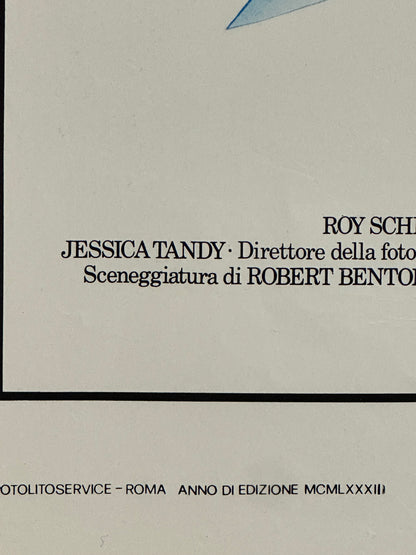 ROY SCH
JESSICA TANDY · Direttore della foto
Sceneggiatura di ROBERT BENTO
OTOLITOSERVICE – ROMA ANNO DI EDIZIONE MCMLXXXIII